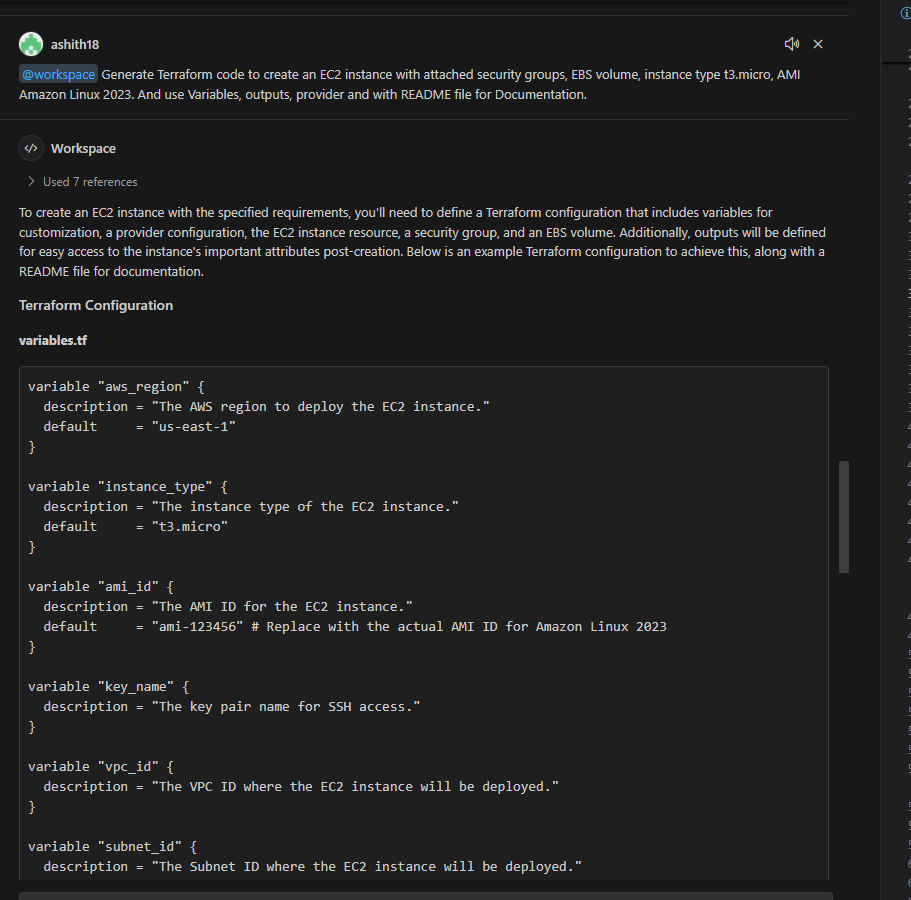 ashith18
@workspace Generate Terraform code to create an EC2 instance with attached security groups, EBS volume, instance type t3.micro, AMI
Amazon Linux 2023. And use Variables, outputs, provider and with README file for Documentation.
Workspace
Used 7 references
To create an EC2 instance with the specified requirements, you'll need to define a Terraform configuration that includes variables for
customization, a provider configuration, the EC2 instance resource, a security group, and an EBS volume. Additionally, outputs will be defined
for easy access to the instance's important attributes post-creation. Below is an example Terraform configuration to achieve this, along with a
README file for documentation.
Terraform Configuration
variables.tf
variable "aws_region" {
  description = "The AWS region to deploy the EC2 instance."
  default     = "us-east-1"
}
variable "instance_type" {
  description = "The instance type of the EC2 instance."
  default     = "t3.micro"
}
variable "ami_id" {
  description = "The AMI ID for the EC2 instance."
  default     = "ami-123456" # Replace with the actual AMI ID for Amazon Linux 2023
}
variable "key_name" {
  description = "The key pair name for SSH access."
}
variable "vpc_id" {
  description = "The VPC ID where the EC2 instance will be deployed."
}
variable "subnet_id" {
  description = "The Subnet ID where the EC2 instance will be deployed."